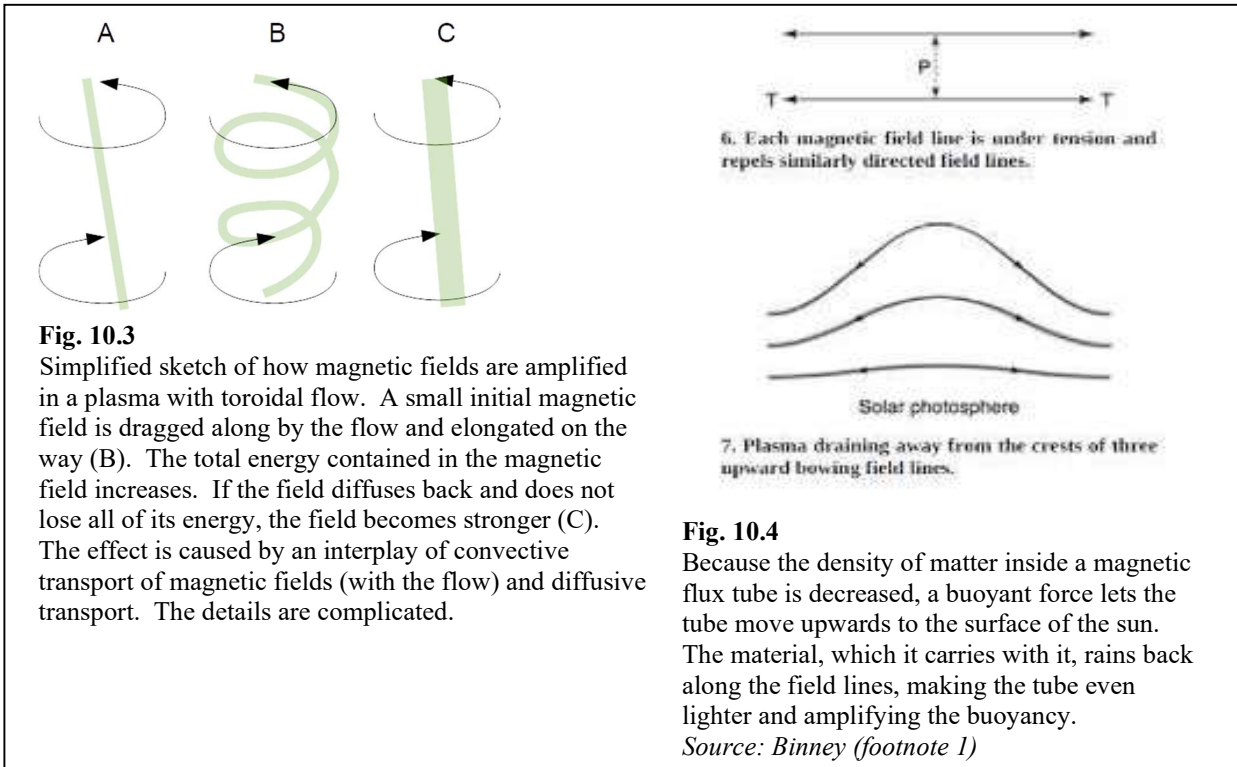 A B C
Fig. 10.3
Simplified sketch of how magnetic fields are amplified
in a plasma with toroidal flow. A small initial magnetic
field is dragged along by the flow and elongated on the
way (B). The total energy contained in the magnetic
field increases. If the field diffuses back and does not
lose all of its energy, the field becomes stronger (C).
The effect is caused by an interplay of convective
transport of magnetic fields (with the flow) and diffusive
transport. The details are complicated.
P
T T
6. Each magnetic field line is under tension and
repels similarly directed field lines.
Solar photosphere
7. Plasma draining away from the crests of three
upward bowing field lines.
Fig. 10.4
Because the density of matter inside a magnetic
flux tube is decreased, a buoyant force lets the
tube move upwards to the surface of the sun.
The material, which it carries with it, rains back
along the field lines, making the tube even
lighter and amplifying the buoyancy.
Source: Binney (footnote 1)